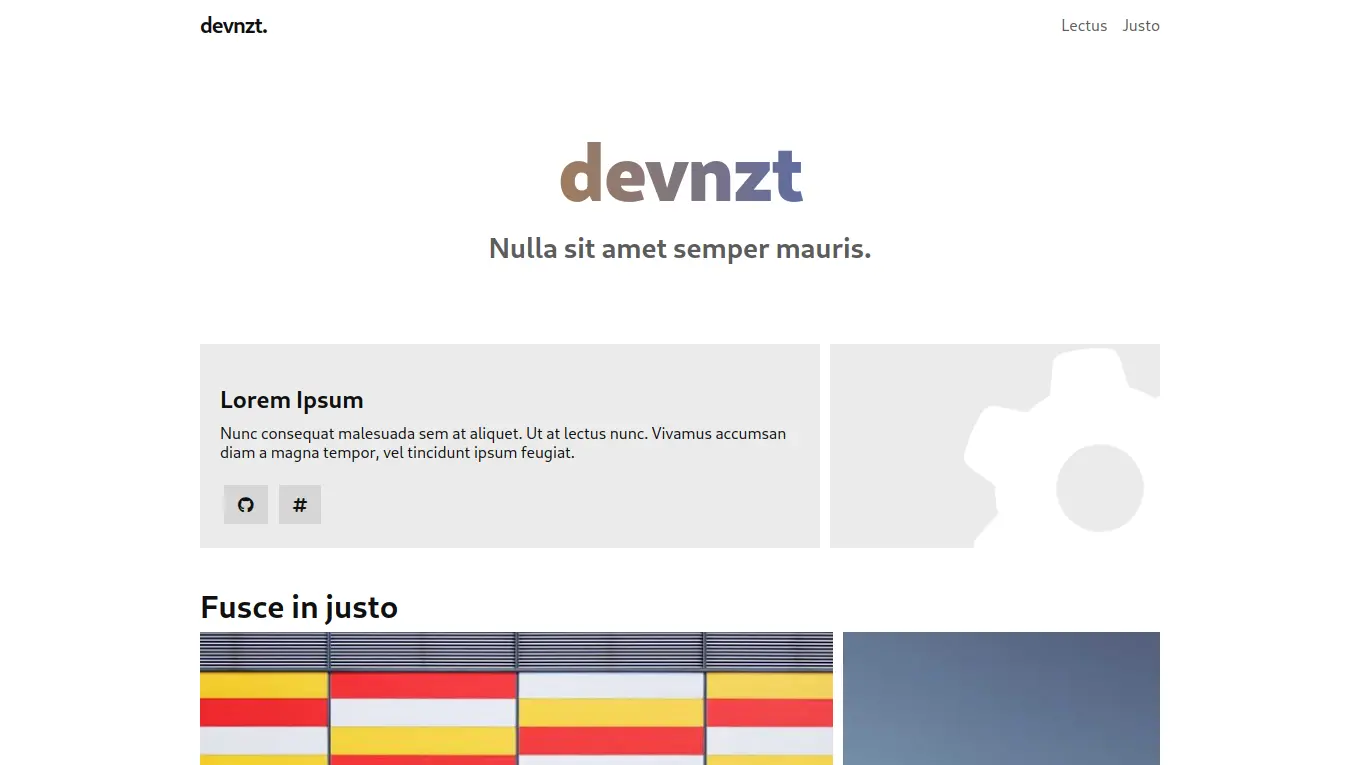 devnzt.
Lectus Justo
devnzt
Nulla sit amet semper mauris.
Lorem Ipsum
Nunc consequat malesuada sem at aliquet. Ut at lectus nunc. Vivamus accumsan
diam a magna tempor, vel tincidunt ipsum feugiat.
#
Fusce in justo